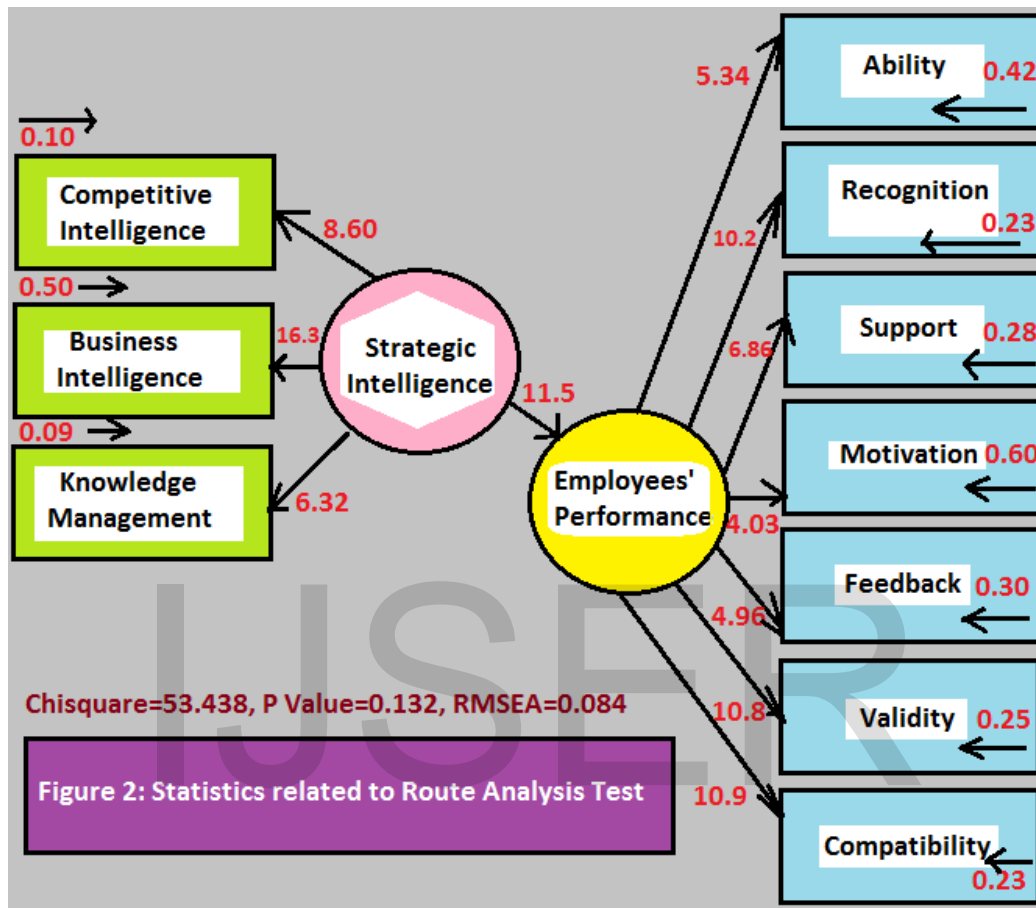 0.10
Competitive
Intelligence
0.50
Business
Intelligence
0.09
Knowledge
Management
8.60
16.3
6.32
Strategic
Intelligence
11.5
Employees'
Performance
5.34
10.2
6.86
4.03
4.96
10.8
10.9
Ability
0.42
Recognition
0.23
Support
0.28
Motivation
0.60
Feedback
0.30
Validity
0.25
Compatibility
0.23
Chisquare=53.438, P Value=0.132, RMSEA=0.084
Figure 2: Statistics related to Route Analysis Test
IJSER